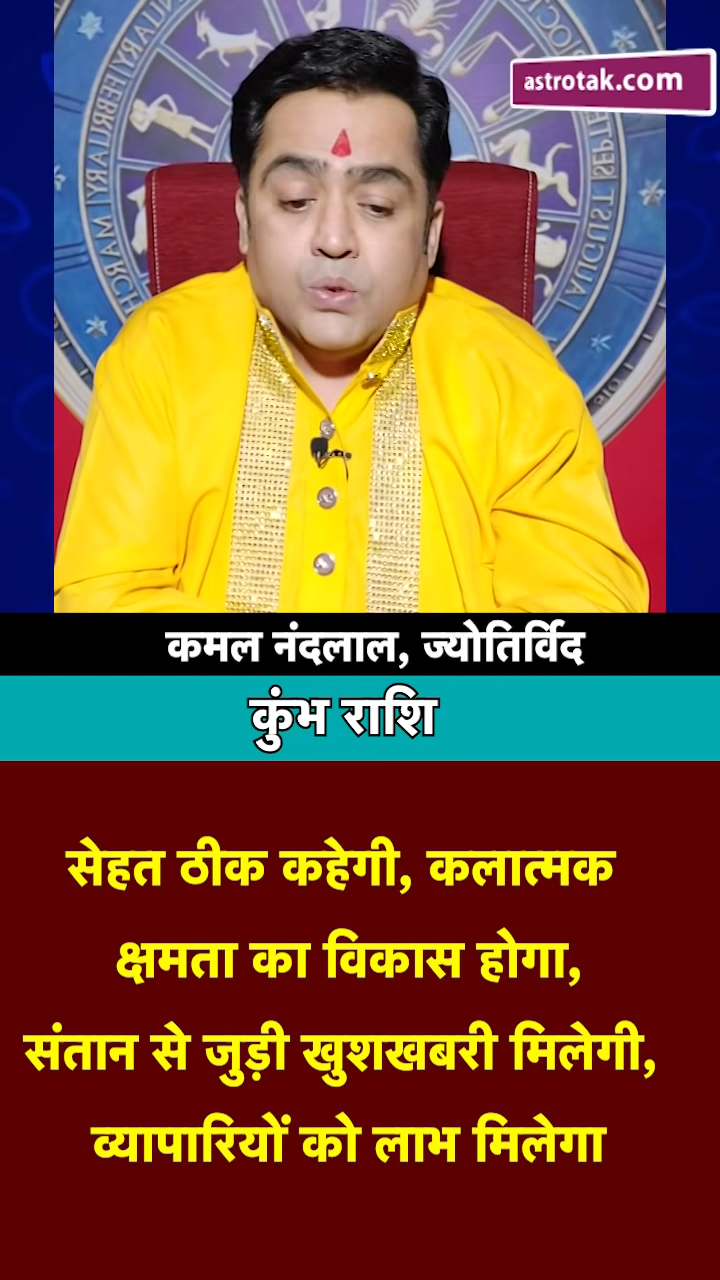 astrotak.com
कमल नंदलाल, ज्योतिर्विद
कुंभ राशि
सेहत ठीक कहेगी, कलात्मक
क्षमता का विकास होगा,
संतान से जुड़ी खुशखबरी मिलेगी,
व्यापारियों को लाभ मिलेगा